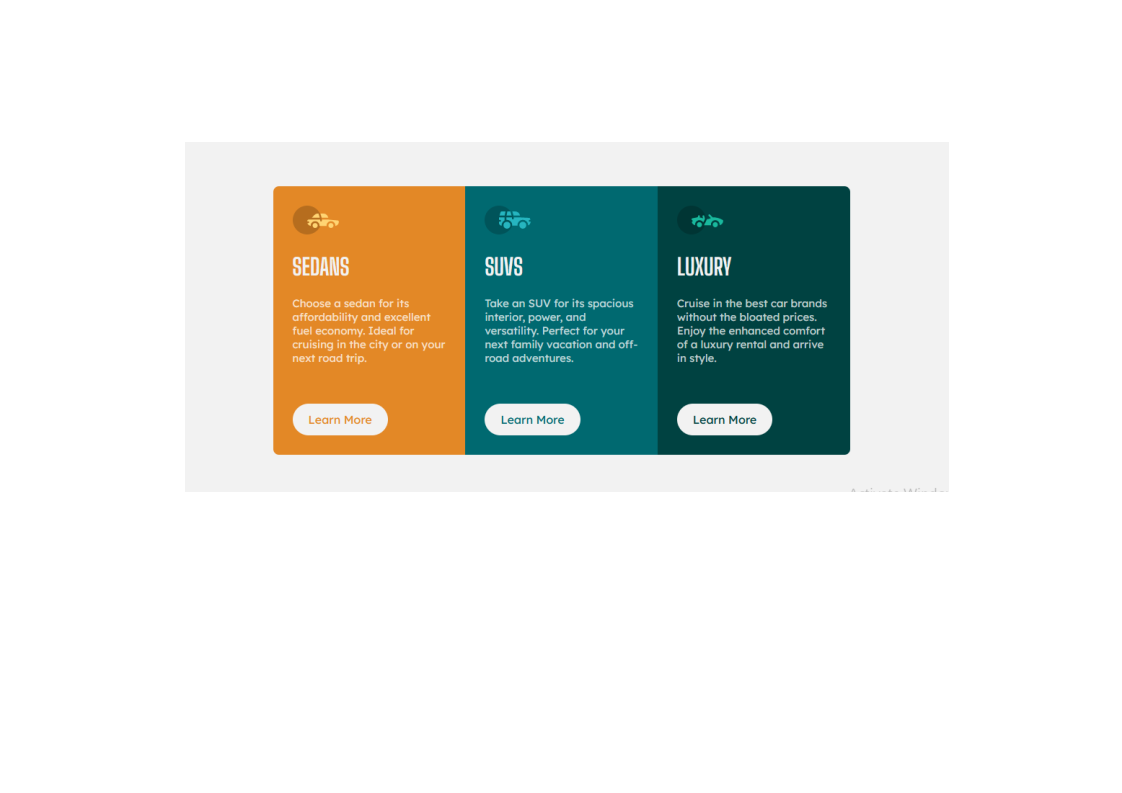 SEDANS
Choose a sedan for its
affordability and excellent
fuel economy. Ideal for
cruising in the city or on your
next road trip.
Learn More
SUVS
Take an SUV for its spacious
interior, power, and
versatility. Perfect for your
next family vacation and off-
road adventures.
Learn More
LUXURY
Cruise in the best car brands
without the bloated prices.
Enjoy the enhanced comfort
of a luxury rental and arrive
in style.
Learn More